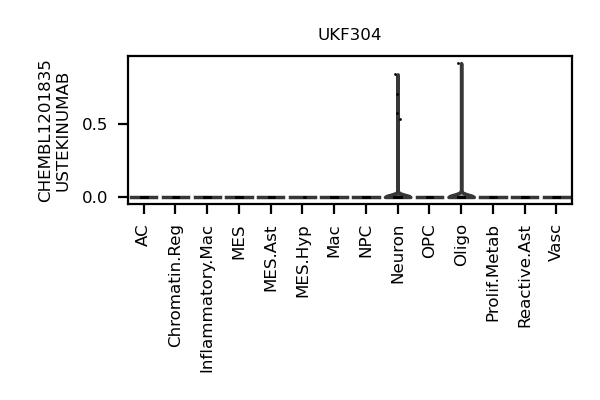 UKF304
CHEMBL1201835
USTEKINUMAB
0.5
0.0
AC
Chromatin.Reg
Inflammatory.Mac
MES
MES.Ast
MES.Hyp
Mac
NPC
Neuron
OPC
Oligo
Prolif.Metab
Reactive.Ast
Vasc